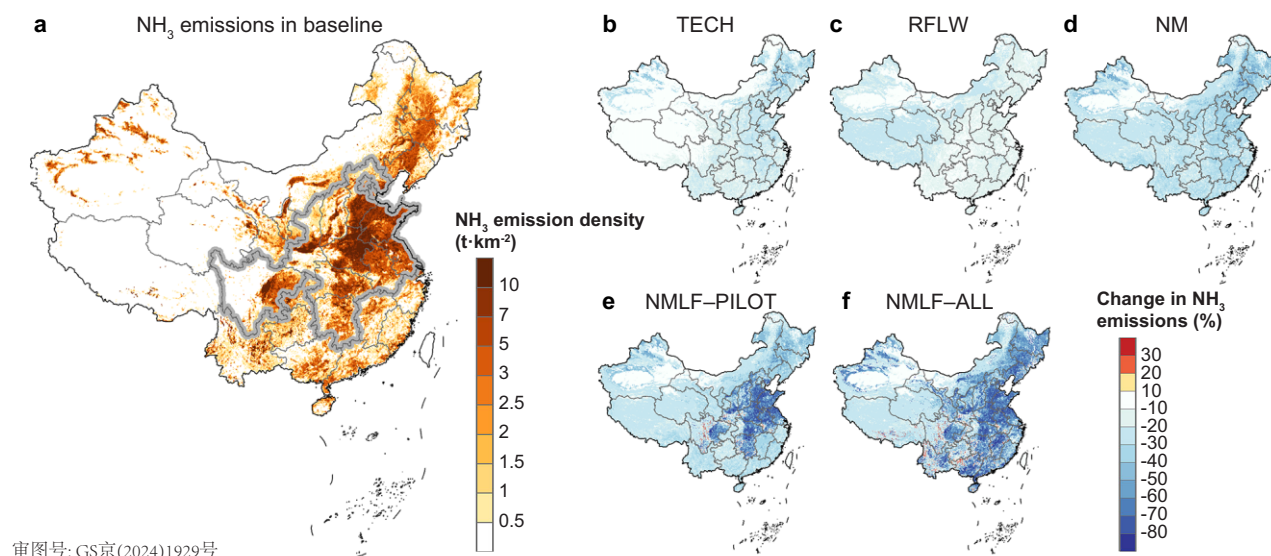 a NH₃ emissions in baseline
b TECH
c RFLW
d NM
NH₃ emission density
(t·km⁻²)
10
7
5
3
2.5
2
1.5
1
0.5
e NMLF–PILOT
f NMLF–ALL
Change in NH₃
emissions (%)
30
20
10
-10
-20
-30
-40
-50
-60
-70
-80
审图号: GS京(2024)1929号